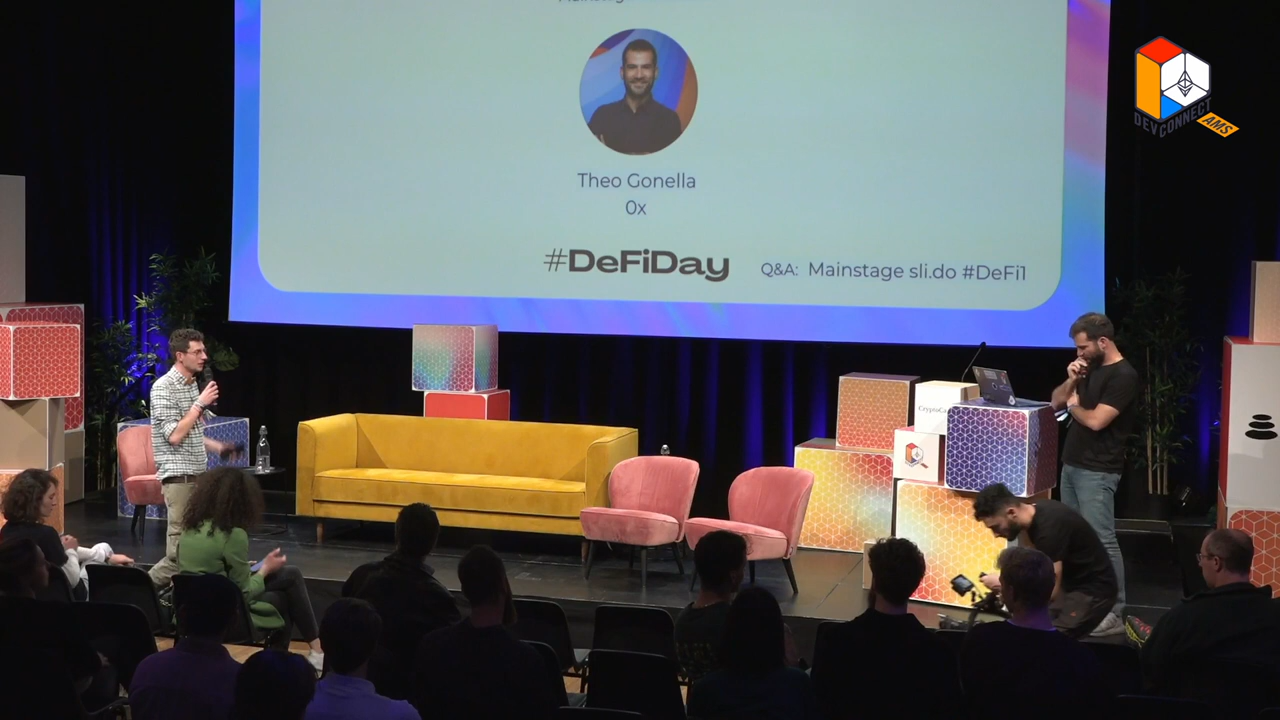 DEVCONNECT
AMS
Theo Gonella
0x
#DeFiDay
Q&A: Mainstage sli.do #DeFi1